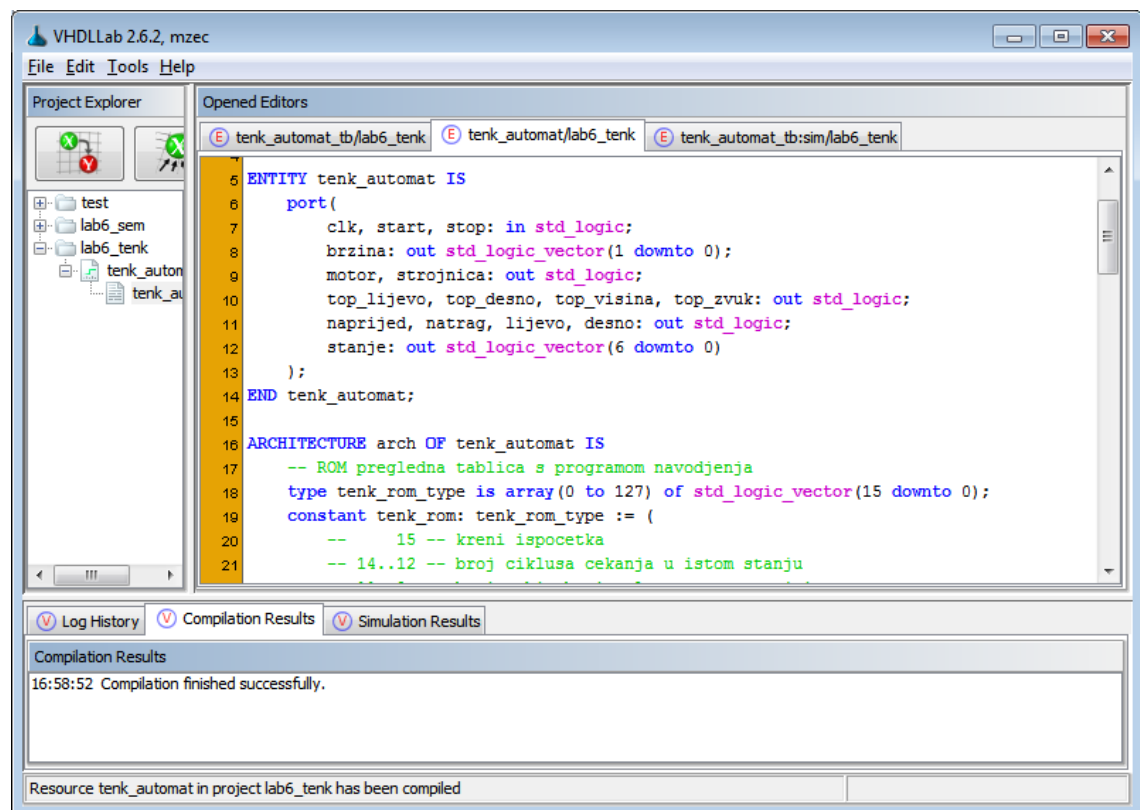 VHDLLab 2.6.2, mzec
File Edit Tools Help
Project Explorer
Opened Editors
tenk_automat_tb/lab6_tenk
tenk_automat/lab6_tenk
tenk_automat_tb:sim/lab6_tenk
test
lab6_sem
lab6_tenk
tenk_autom
tenk_au
5 ENTITY tenk_automat IS
6 port(
7 clk, start, stop: in std_logic;
8 brzina: out std_logic_vector(1 downto 0);
9 motor, strojnica: out std_logic;
10 top_lijevo, top_desno, top_visina, top_zvuk: out std_logic;
11 naprijed, natrag, lijevo, desno: out std_logic;
12 stanje: out std_logic_vector(6 downto 0)
13 );
14 END tenk_automat;
15
16 ARCHITECTURE arch OF tenk_automat IS
17 -- ROM pregledna tablica s programom navodjenja
18 type tenk_rom_type is array(0 to 127) of std_logic_vector(15 downto 0);
19 constant tenk_rom: tenk_rom_type := (
20 -- 15 -- kreni ispocetka
21 -- 14..12 -- broj ciklusa cekanja u istom stanju
Log History
Compilation Results
Simulation Results
Compilation Results
16:58:52 Compilation finished successfully.
Resource tenk_automat in project lab6_tenk has been compiled